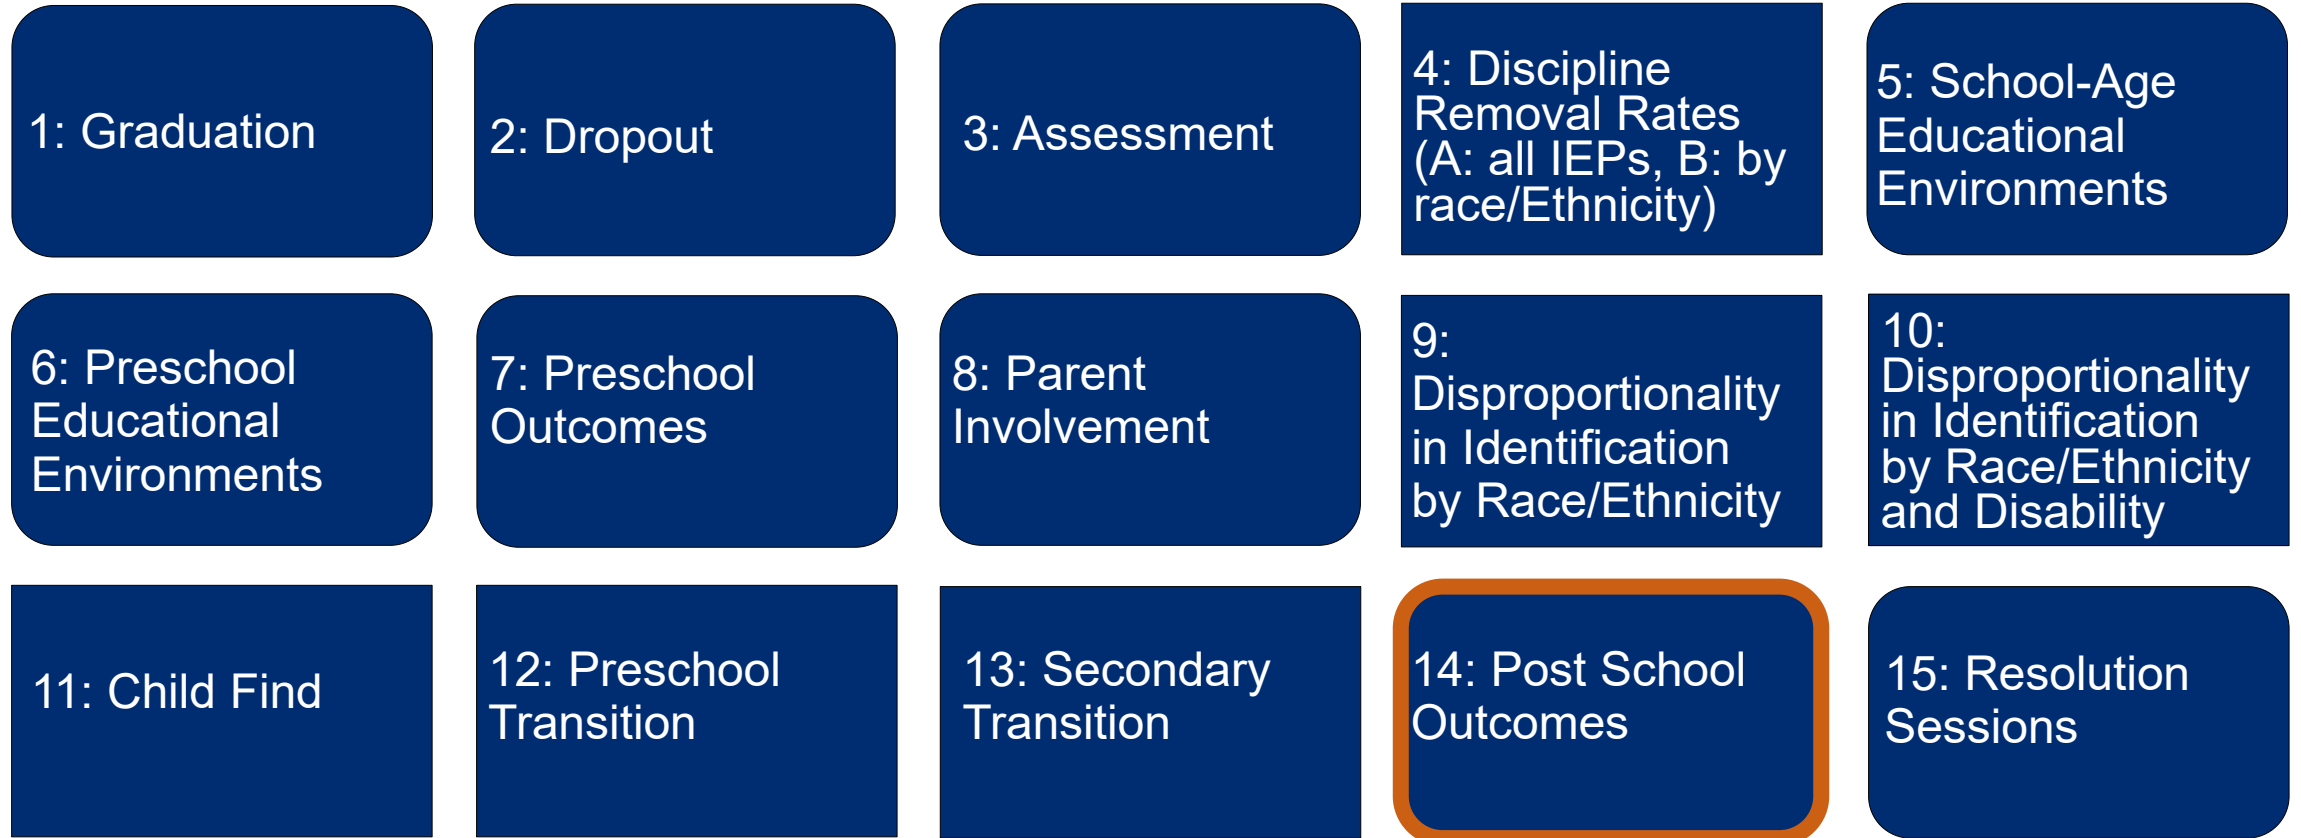 1: Graduation
2: Dropout
3: Assessment
4: Discipline
Removal Rates
(A: all IEPs, B: by
race/Ethnicity)
5: School-Age
Educational
Environments
6: Preschool
Educational
Environments
7: Preschool
Outcomes
8: Parent
Involvement
9:
Disproportionality
in Identification
by Race/Ethnicity
10:
Disproportionality
in Identification
by Race/Ethnicity
and Disability
11: Child Find
12: Preschool
Transition
13: Secondary
Transition
14: Post School
Outcomes
15: Resolution
Sessions